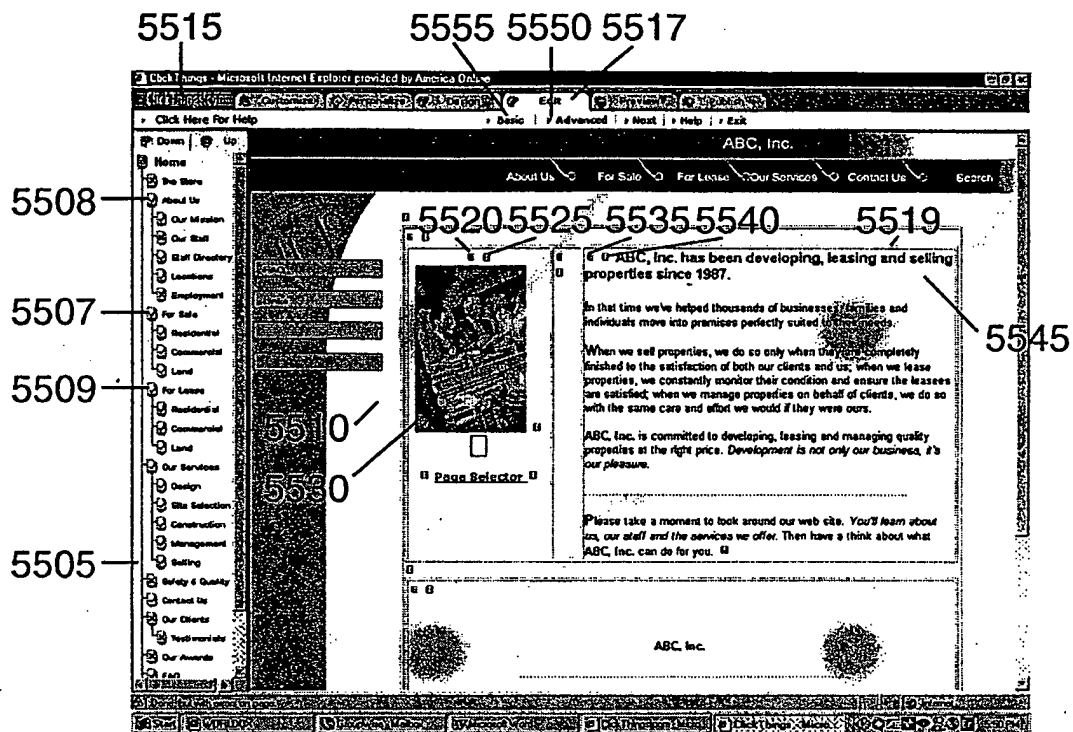 5515 5555 5550 5517
ClickThings - Microsoft Internet Explorer provided by America Online
Edit
Click Here For Help Basic Advanced Next Help Exit
Down Up
ABC, Inc.
About Us For Sale For Lease Our Services Contact Us Search
Home
The Store
About Us
Our Mission
Our Staff
Staff Directory
Locations
Employment
For Sale
Residential
Commercial
Land
For Lease
Residential
Commercial
Land
Our Services
Design
Site Selection
Construction
Management
Selling
Safety & Quality
Contact Us
Our Clients
Testimonials
Our Awards
FAQ
5508
5507
5509
5505
5520 5525 5535 5540 5519
5545
5510
5530
Page Selector
ABC, Inc. has been developing, leasing and selling
properties since 1987.
In that time we've helped thousands of businesses, families and
individuals move into premises perfectly suited to their needs.
When we sell properties, we do so only when they are completely
finished to the satisfaction of both our clients and us; when we lease
properties, we constantly monitor their condition and ensure the leasees
are satisfied; when we manage properties on behalf of clients, we do so
with the same care and effort we would if they were ours.
ABC, Inc. is committed to developing, leasing and managing quality
properties at the right price. Development is not only our business, it's
our pleasure.
Please take a moment to look around our web site. You'll learn about
us, our staff and the services we offer. Then have a think about what
ABC, Inc. can do for you.
ABC, Inc.
Start